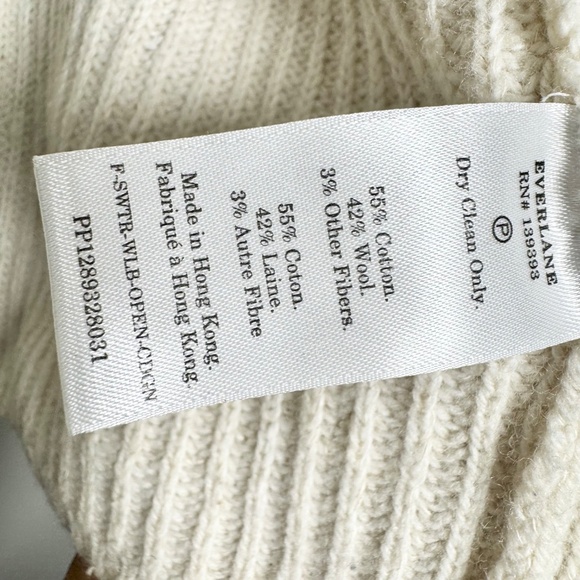 EVERLANE
RN# 139393
P
Dry Clean Only.
55% Cotton.
42% Wool.
3% Other Fibers.
55% Coton.
42% Laine.
3% Autre Fibre
Made in Hong Kong.
Fabriqué à Hong Kong.
F-SWTR-WLB-OPEN-CDGN
PP1289328031